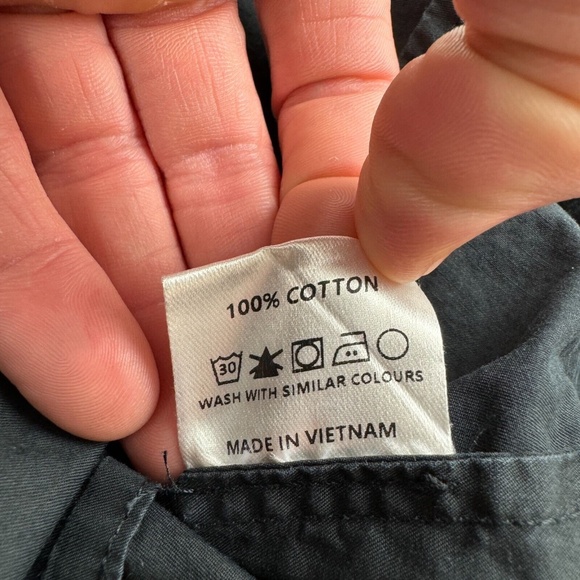 100% COTTON
30
WASH WITH SIMILAR COLOURS
MADE IN VIETNAM